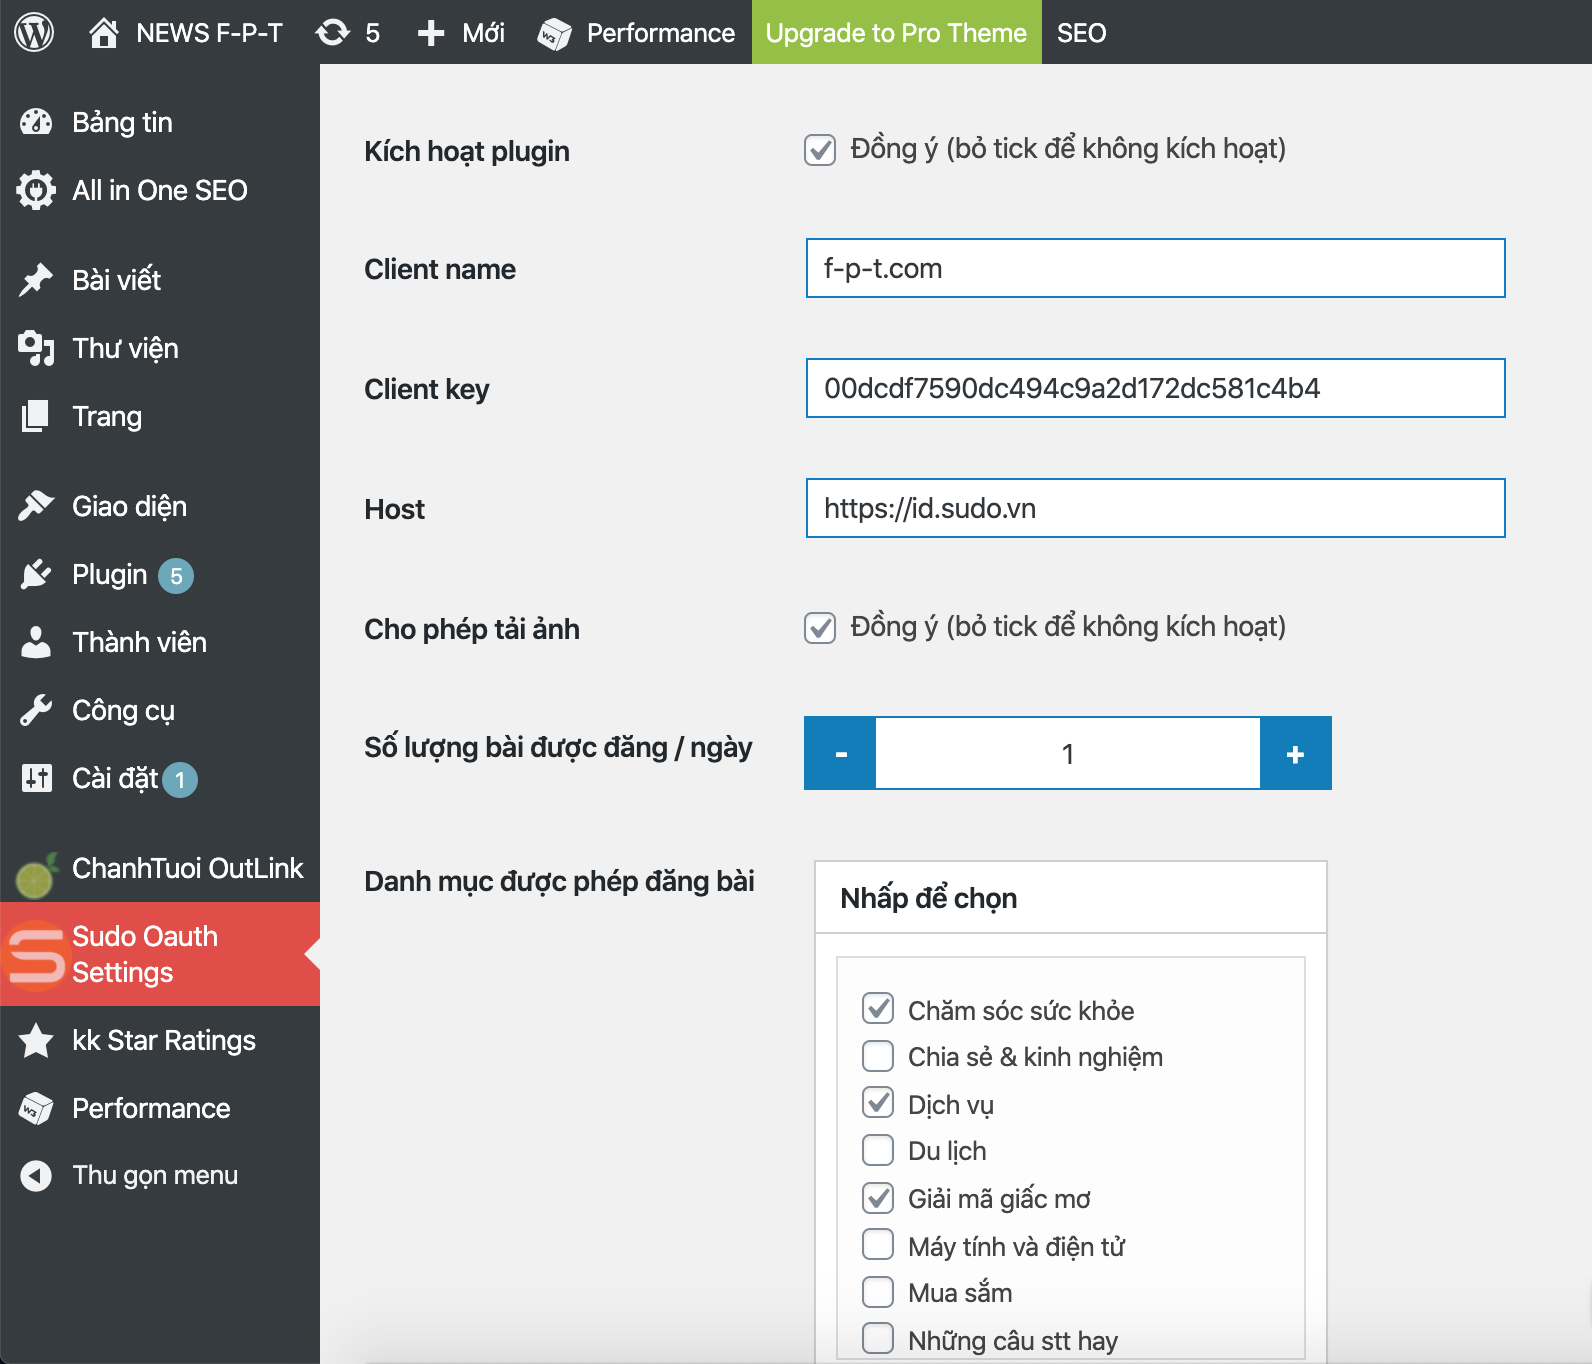 NEWS F-P-T 5 Mới Performance Upgrade to Pro Theme SEO
Bảng tin
All in One SEO
Bài viết
Thư viện
Trang
Giao diện
Plugin 5
Thành viên
Công cụ
Cài đặt 1
ChanhTuoi OutLink
Sudo Oauth
Settings
kk Star Ratings
Performance
Thu gọn menu
Kích hoạt plugin
Đồng ý (bỏ tick để không kích hoạt)
Client name
f-p-t.com
Client key
00dcdf7590dc494c9a2d172dc581c4b4
Host
https://id.sudo.vn
Cho phép tải ảnh
Đồng ý (bỏ tick để không kích hoạt)
Số lượng bài được đăng / ngày
- 1 +
Danh mục được phép đăng bài
Nhấp để chọn
Chăm sóc sức khỏe
Chia sẻ & kinh nghiệm
Dịch vụ
Du lịch
Giải mã giấc mơ
Máy tính và điện tử
Mua sắm
Những câu stt hay